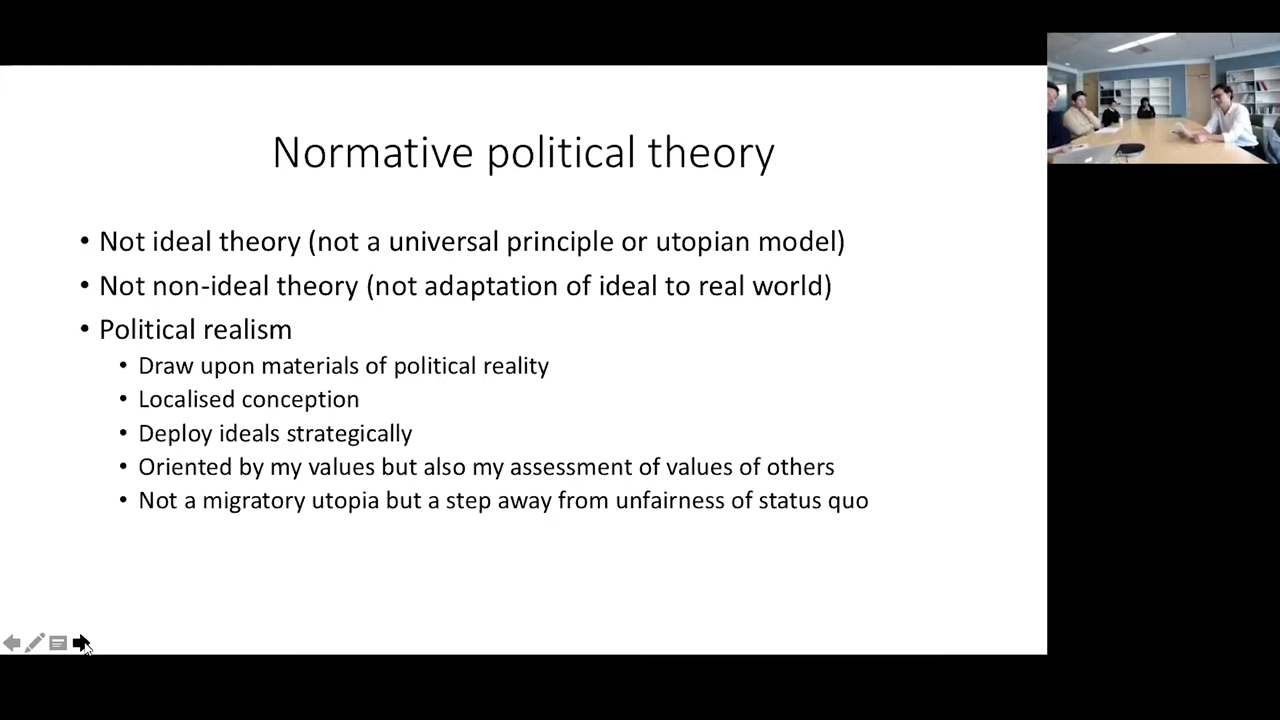 Normative political theory
• Not ideal theory (not a universal principle or utopian model)
• Not non-ideal theory (not adaptation of ideal to real world)
• Political realism
• Draw upon materials of political reality
• Localised conception
• Deploy ideals strategically
• Oriented by my values but also my assessment of values of others
• Not a migratory utopia but a step away from unfairness of status quo